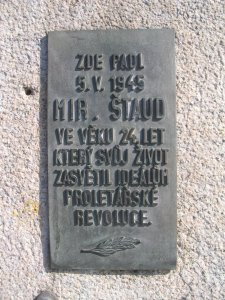 ZDE PADL
5. V. 1945
MIR. ŠTAUD
VE VĚKU 24 LET
KTERÝ SVŮJ ŽIVOT
ZASVĚTIL IDEÁLŮM
PROLETÁŘSKÉ
REVOLUCE.